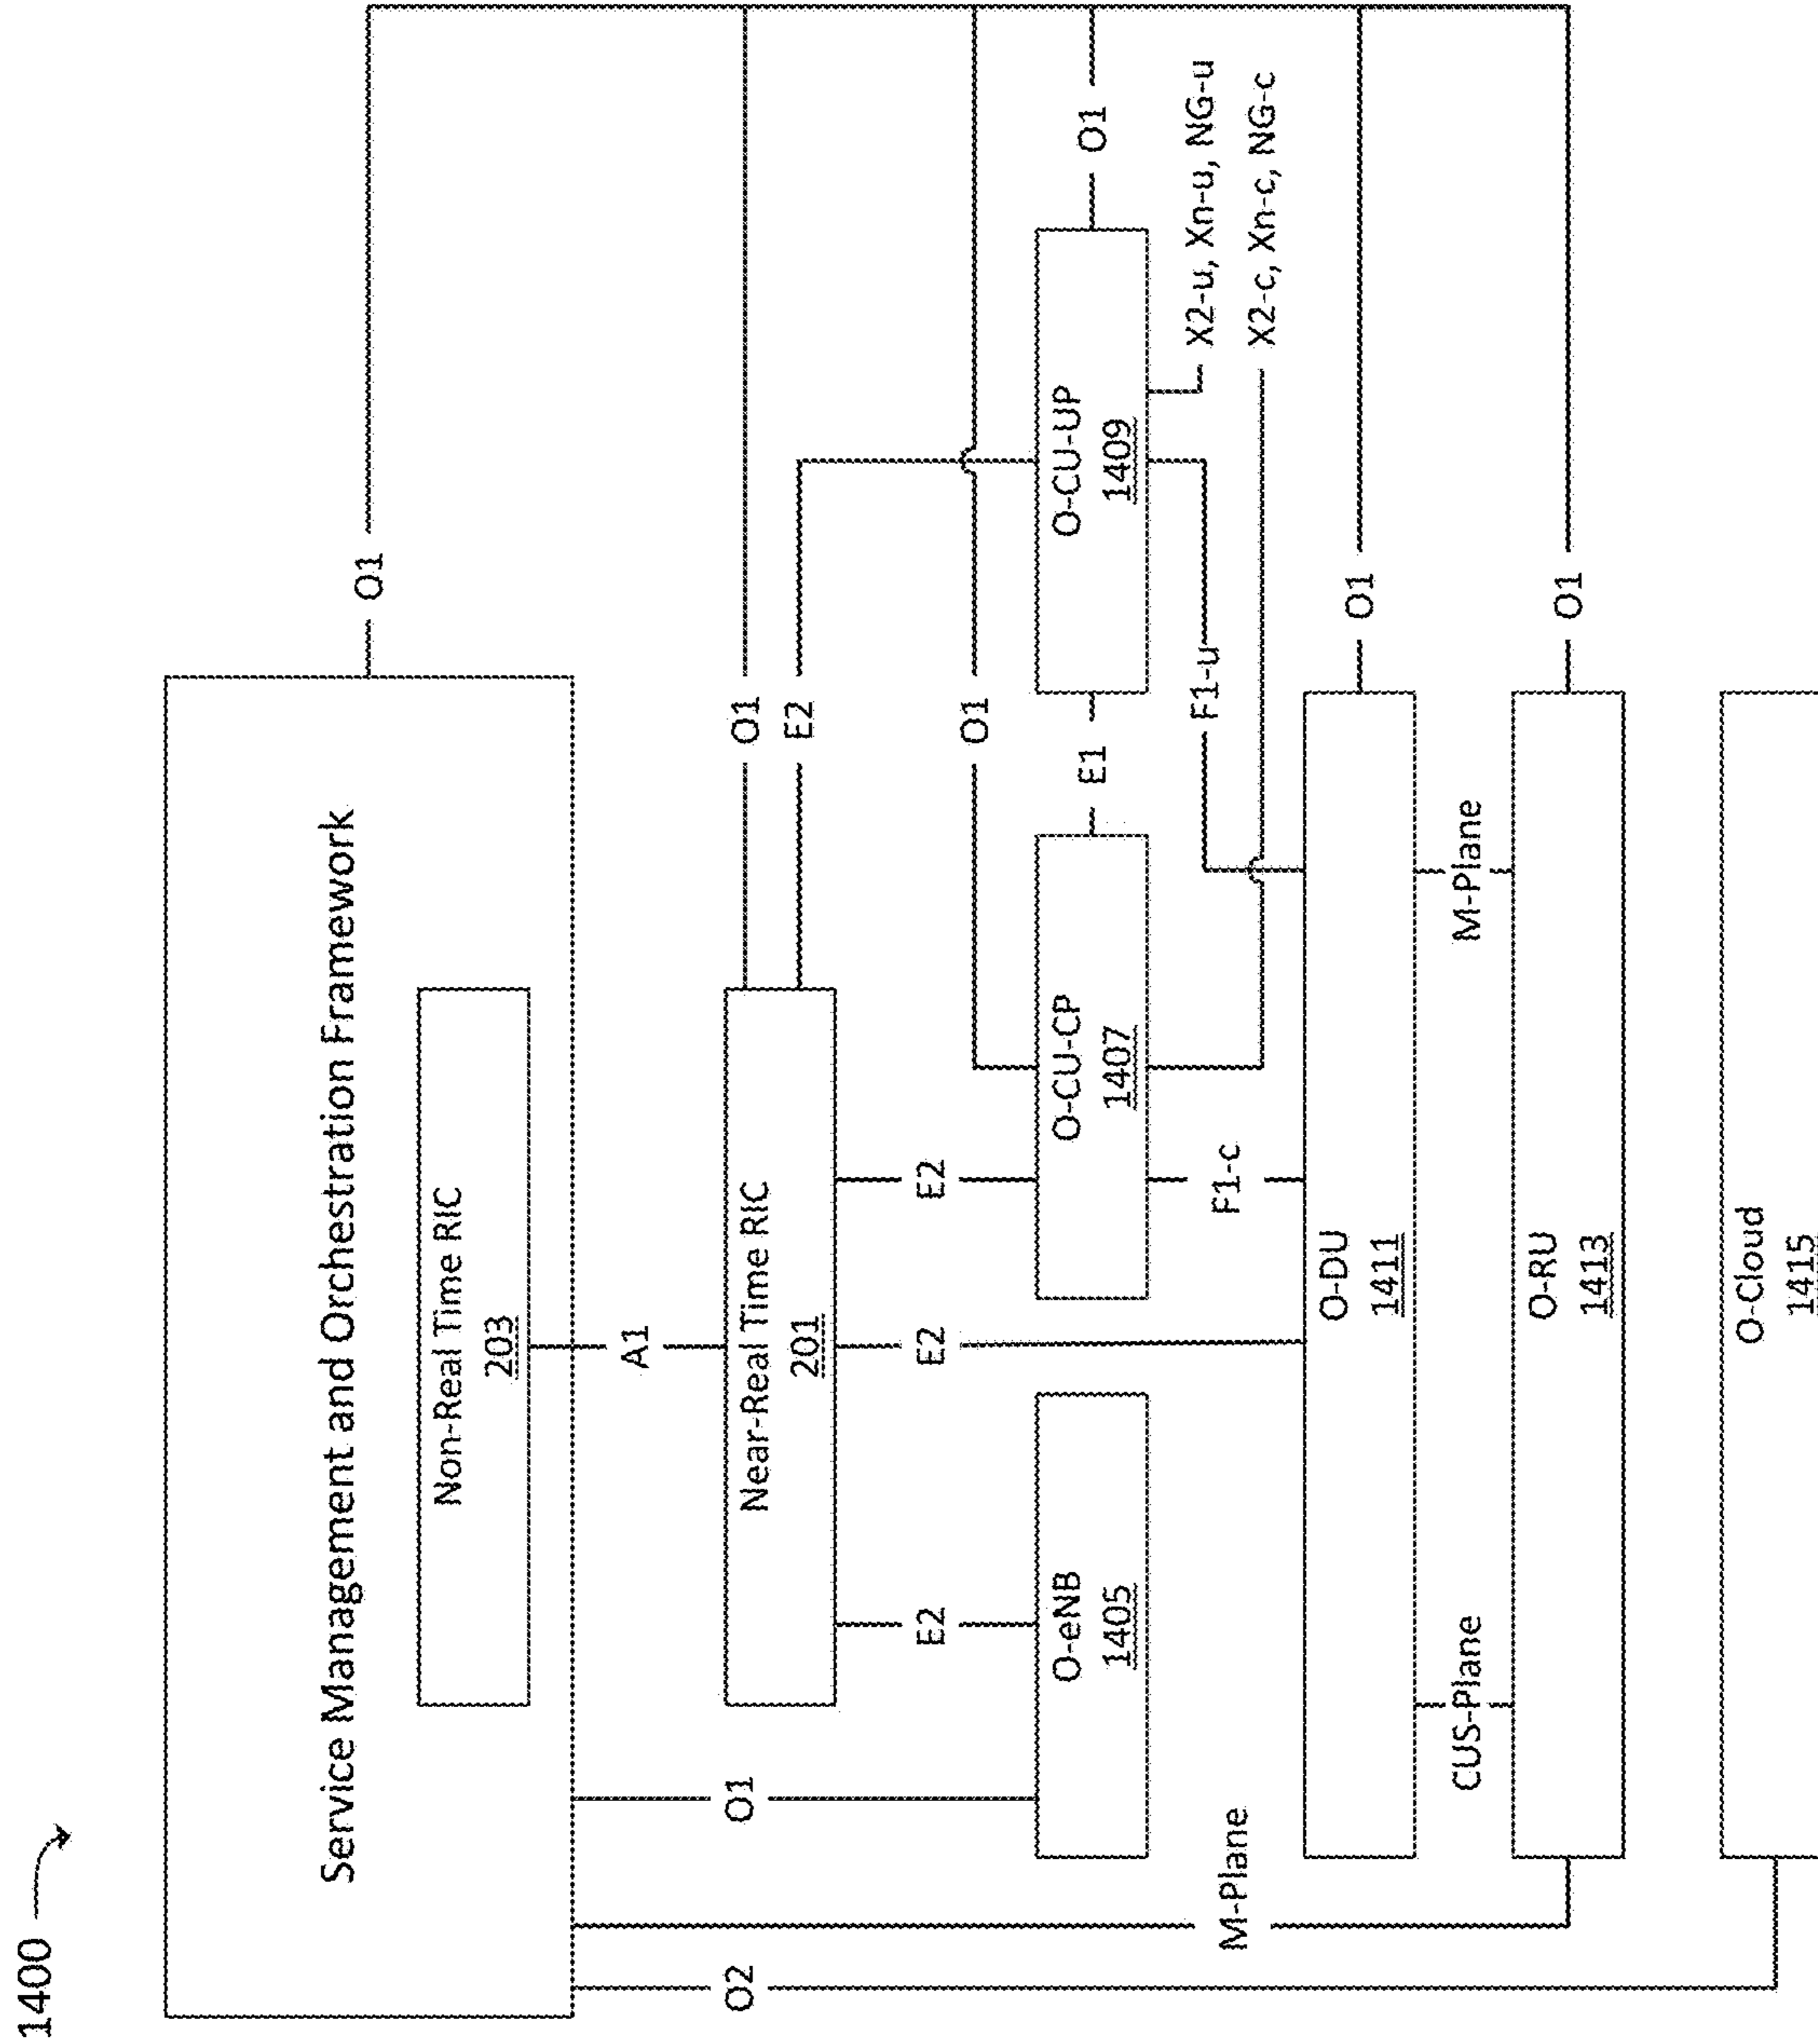 1400
Service Management and Orchestration Framework
Non-Real Time RIC
203
O1
A1
O2
O1
Near-Real Time RIC
201
O1
E2
E2
E2
E2
O1
O-eNB
1405
O-CU-CP
1407
E1
O-CU-UP
1409
O1
M-Plane
F1-c
F1-u
X2-u, Xn-u, NG-u
X2-c, Xn-c, NG-c
O-DU
1411
O1
CUS-Plane
M-Plane
O-RU
1413
O1
O-Cloud
1415